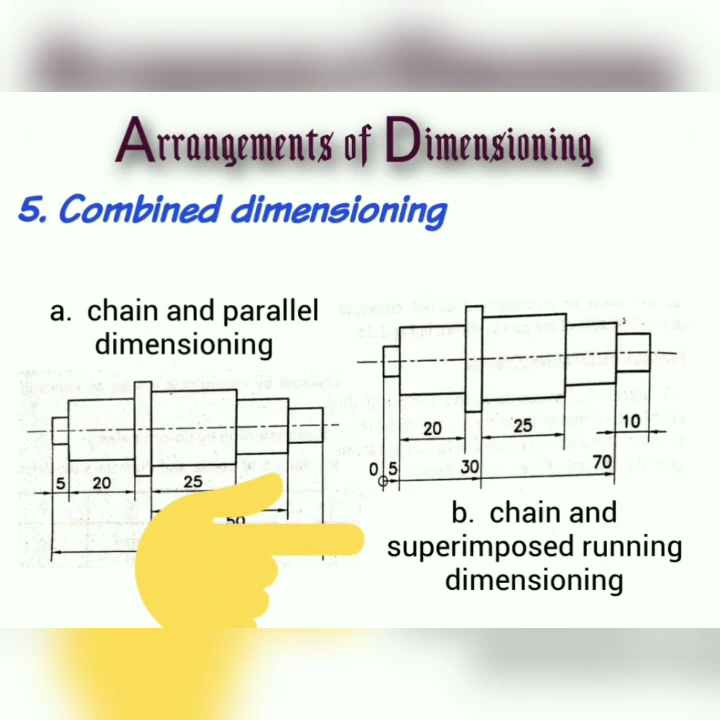 Arrangements of Dimensioning
5. Combined dimensioning
a. chain and parallel
dimensioning
5 20 25
50
20 25 10
0 5 30 70
b. chain and
superimposed running
dimensioning